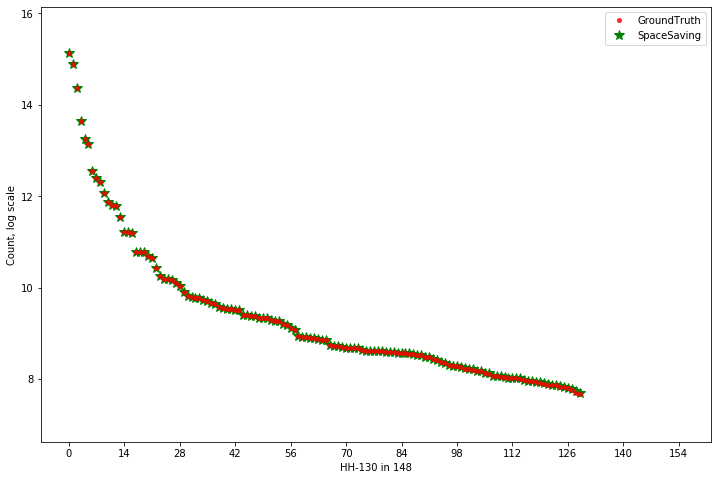 GroundTruth
SpaceSaving
16
14
12
10
8
Count, log scale
0 14 28 42 56 70 84 98 112 126 140 154
HH-130 in 148